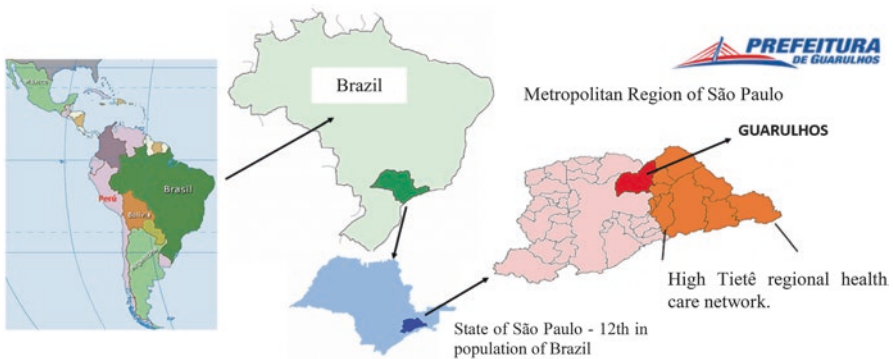 PREFEITURA
DE GUARULHOS
Brazil
Metropolitan Region of São Paulo
GUARULHOS
Brasil
Perú
High Tietê regional health
care network.
State of São Paulo - 12th in
population of Brazil